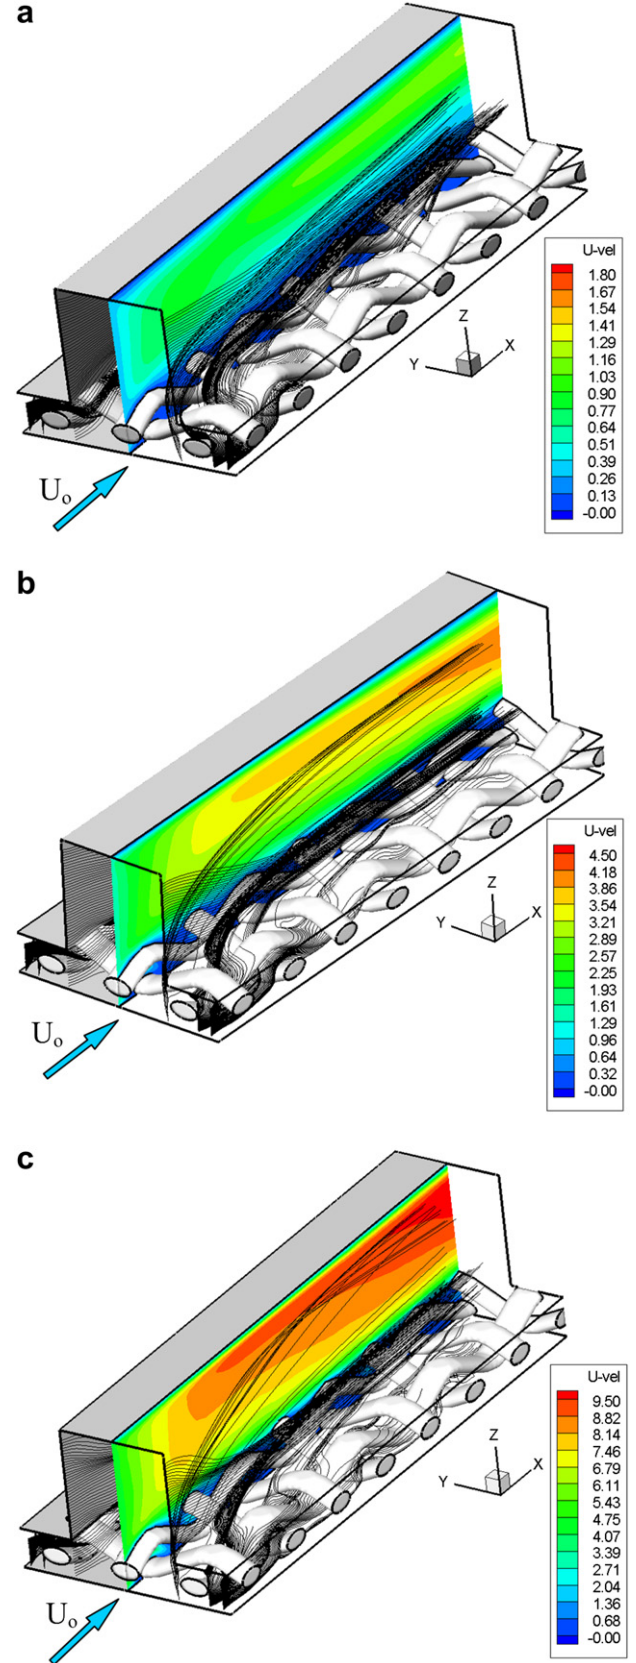 a
U-vel
1.80
1.67
1.54
1.41
1.29
1.16
1.03
0.90
0.77
0.64
0.51
0.39
0.26
0.13
-0.00
Z
X
Y
Uo
b
U-vel
4.50
4.18
3.86
3.54
3.21
2.89
2.57
2.25
1.93
1.61
1.29
0.96
0.64
0.32
-0.00
Z
X
Y
Uo
c
U-vel
9.50
8.82
8.14
7.46
6.79
6.11
5.43
4.75
4.07
3.39
2.71
2.04
1.36
0.68
-0.00
Z
X
Y
Uo